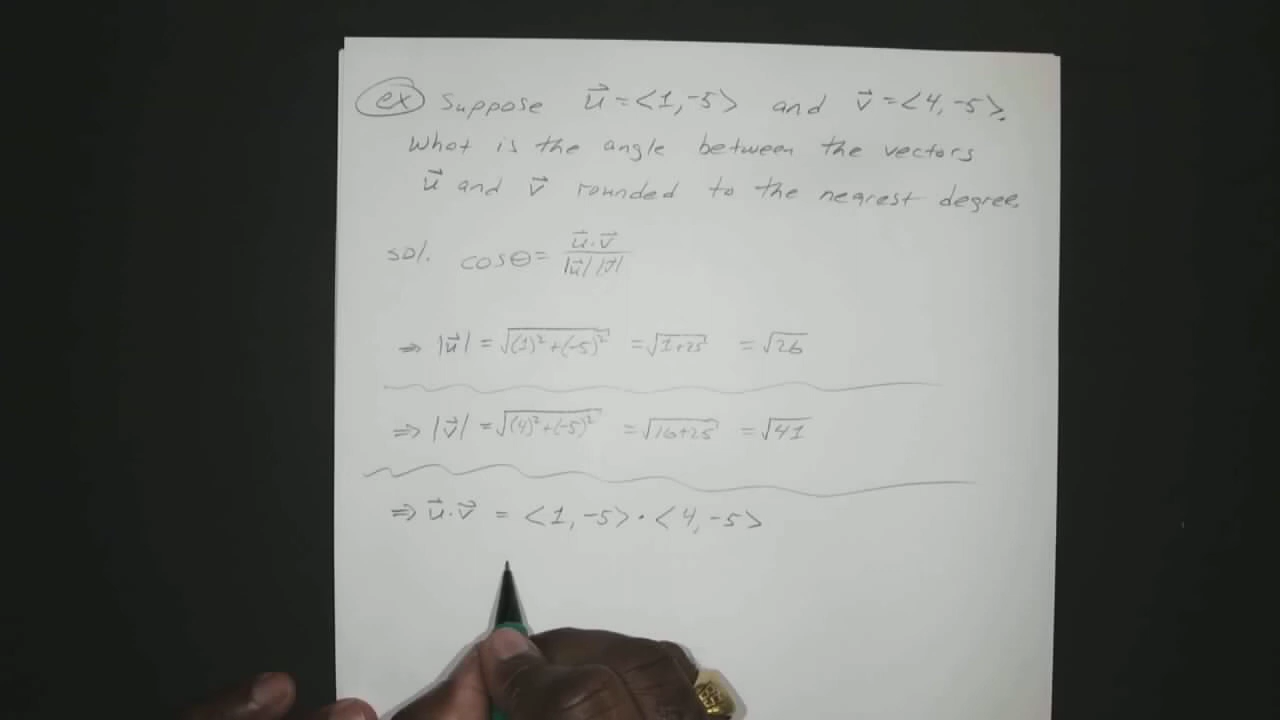 ex Suppose u⃗ = <1, -5> and v⃗ = <4, -5>.
What is the angle between the vectors
u⃗ and v⃗ rounded to the nearest degree.
sol. cosθ = u⃗·v⃗ / |u⃗| |v⃗|
⇒ |u⃗| = √((1)²+(-5)²) = √(1+25) = √26
⇒ |v⃗| = √((4)²+(-5)²) = √(16+25) = √41
⇒ u⃗·v⃗ = <1, -5> · <4, -5>